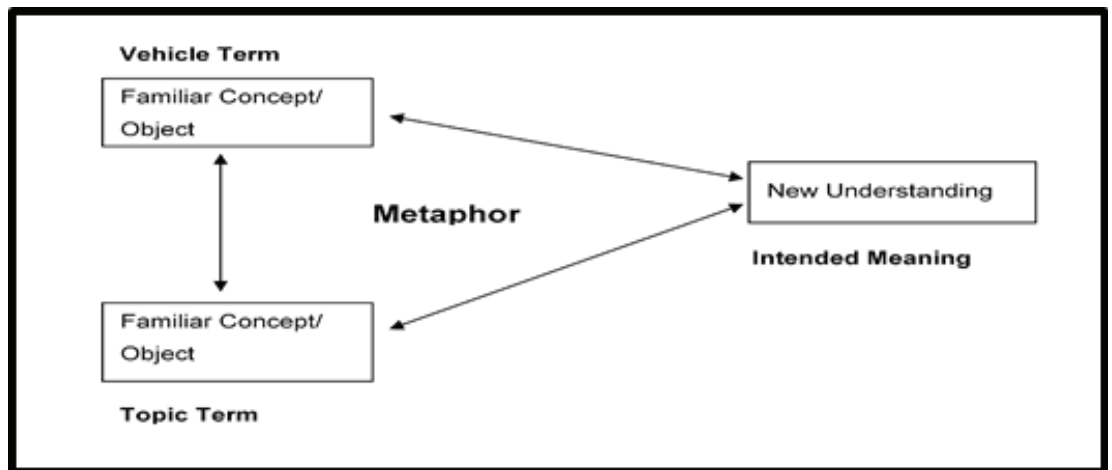 Vehicle Term
Familiar Concept/
Object
Metaphor
New Understanding
Intended Meaning
Familiar Concept/
Object
Topic Term